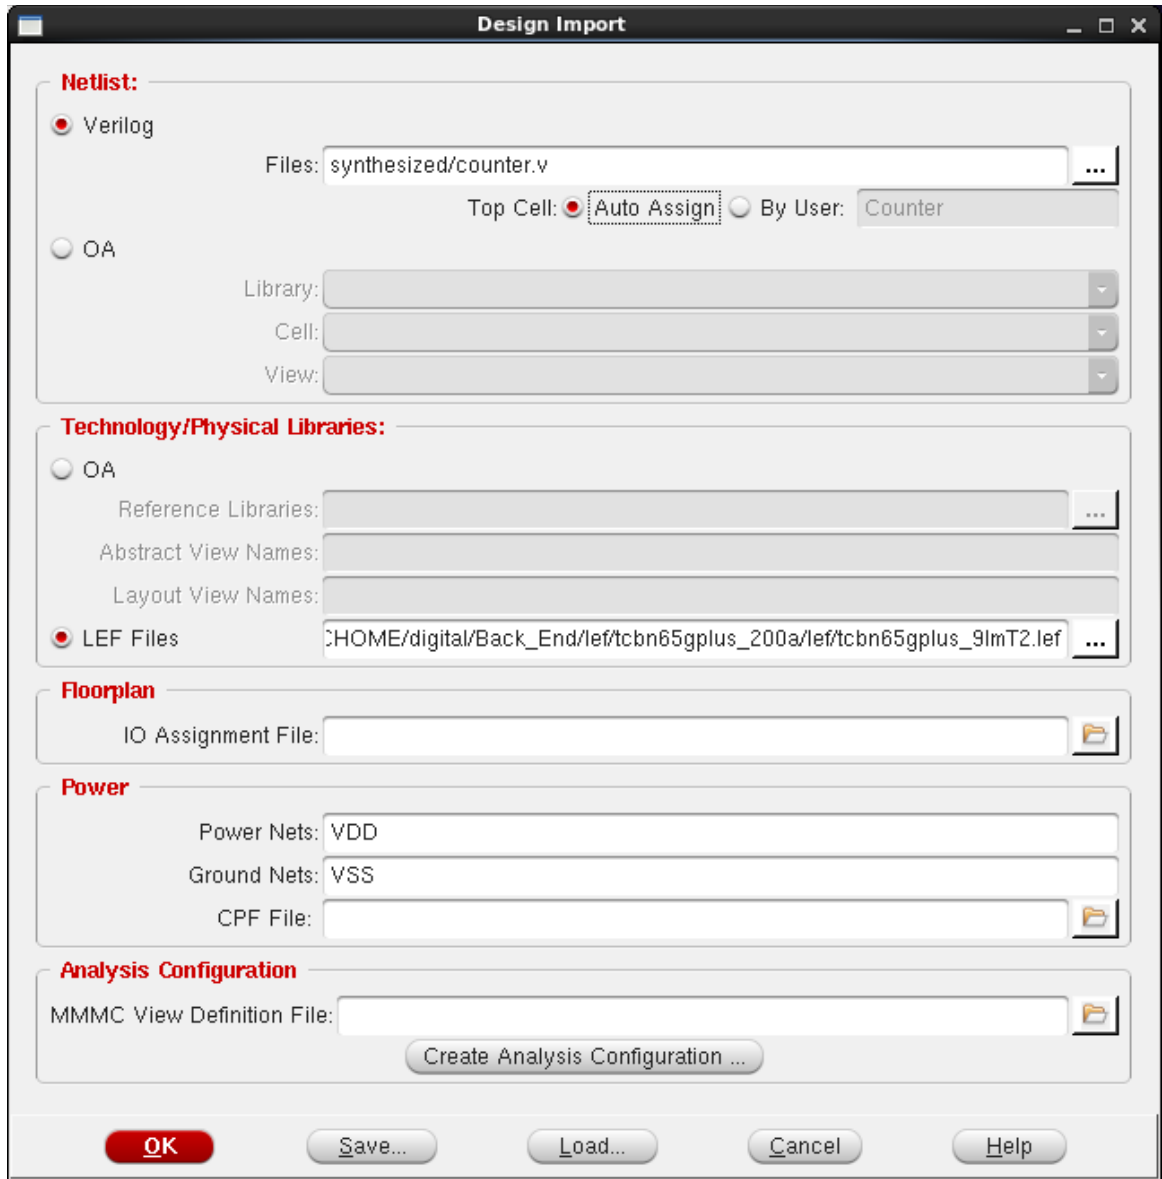 Design Import
Netlist:
Verilog
Files: synthesized/counter.v ...
Top Cell: Auto Assign By User: Counter
OA
Library:
Cell:
View:
Technology/Physical Libraries:
OA
Reference Libraries: ...
Abstract View Names:
Layout View Names:
LEF Files :HOME/digital/Back_End/lef/tcbn65gplus_200a/lef/tcbn65gplus_9lmT2.lef ...
Floorplan
IO Assignment File:
Power
Power Nets: VDD
Ground Nets: VSS
CPF File:
Analysis Configuration
MMMC View Definition File:
Create Analysis Configuration ...
OK Save... Load... Cancel Help